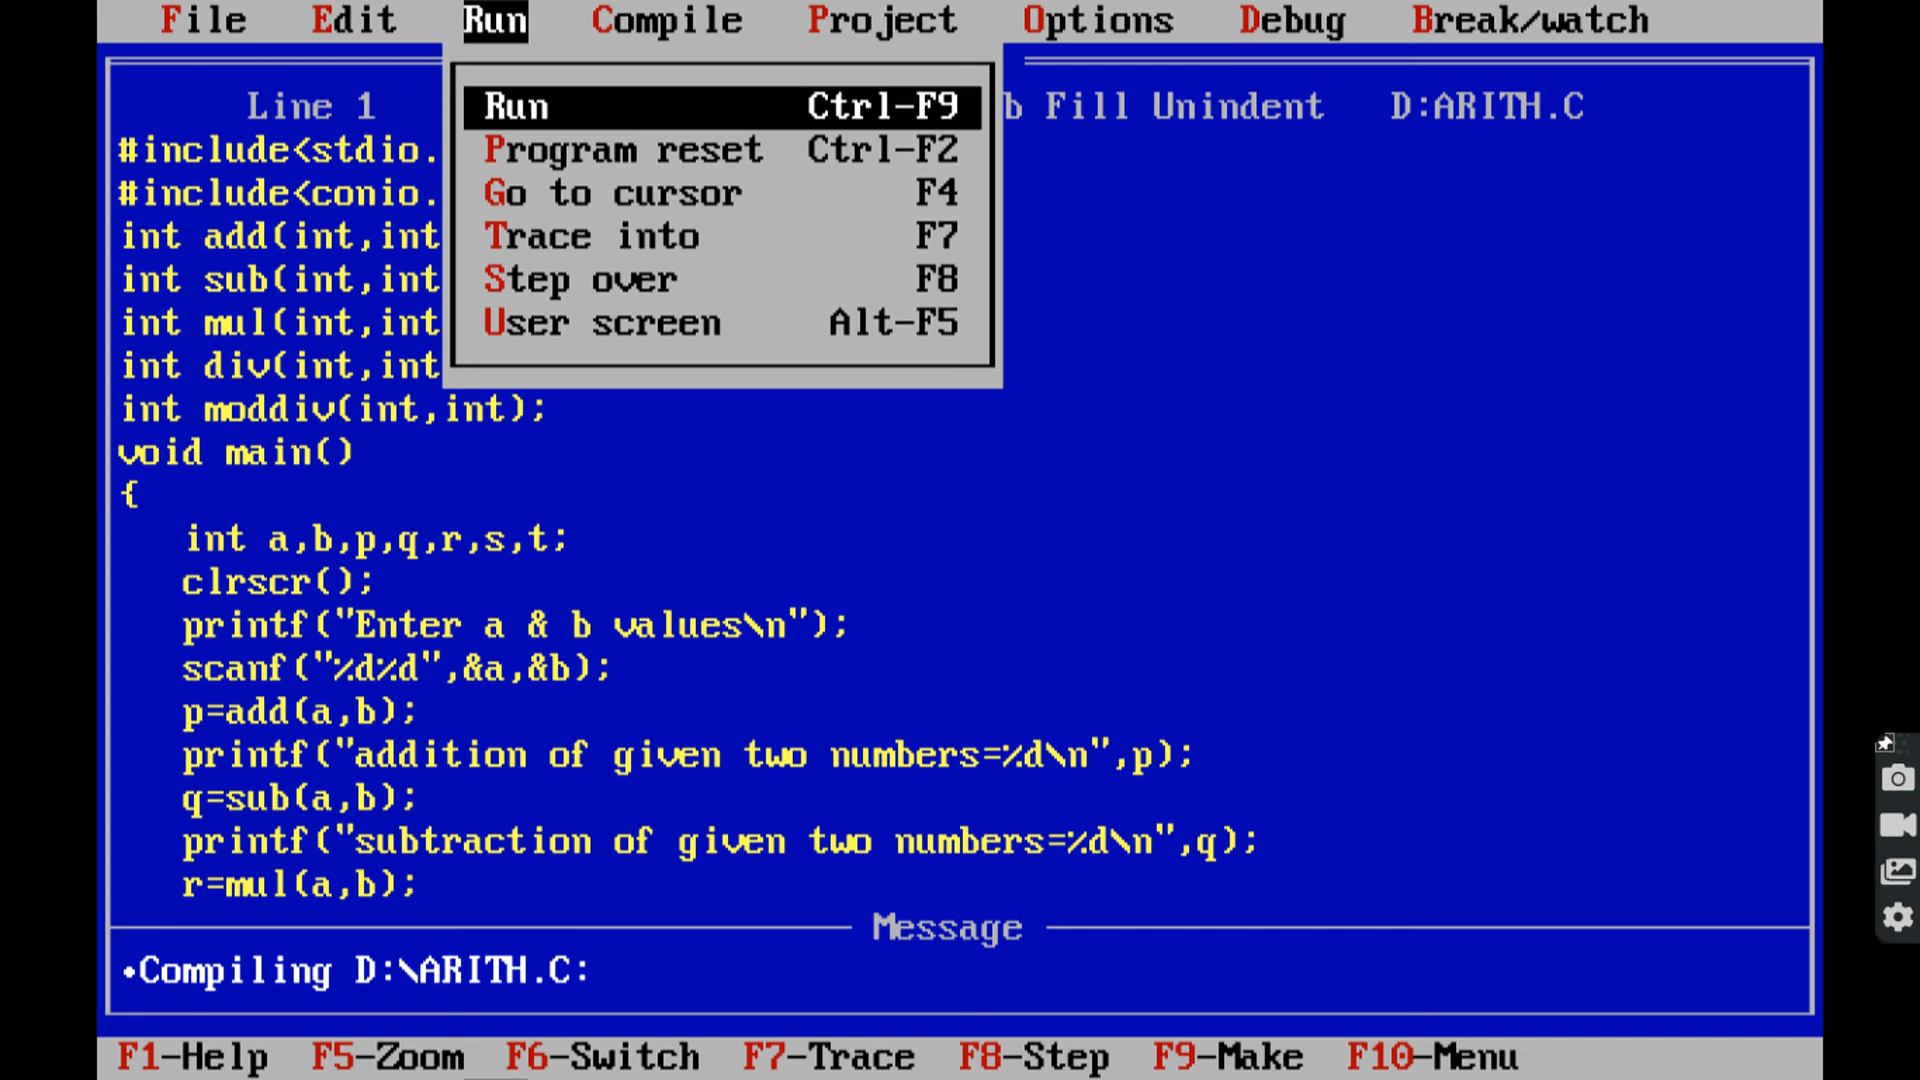 File Edit Run Compile Project Options Debug Break/watch
Line 1 b Fill Unindent D:ARITH.C
Run Ctrl-F9
Program reset Ctrl-F2
Go to cursor F4
Trace into F7
Step over F8
User screen Alt-F5
#include<stdio.
#include<conio.
int add(int,int
int sub(int,int
int mul(int,int
int div(int,int
int moddiv(int,int);
void main()
{
int a,b,p,q,r,s,t;
clrscr();
printf("Enter a & b values\n");
scanf("%d%d",&a,&b);
p=add(a,b);
printf("addition of given two numbers=%d\n",p);
q=sub(a,b);
printf("subtraction of given two numbers=%d\n",q);
r=mul(a,b);
Message
•Compiling D:\ARITH.C:
F1-Help F5-Zoom F6-Switch F7-Trace F8-Step F9-Make F10-Menu